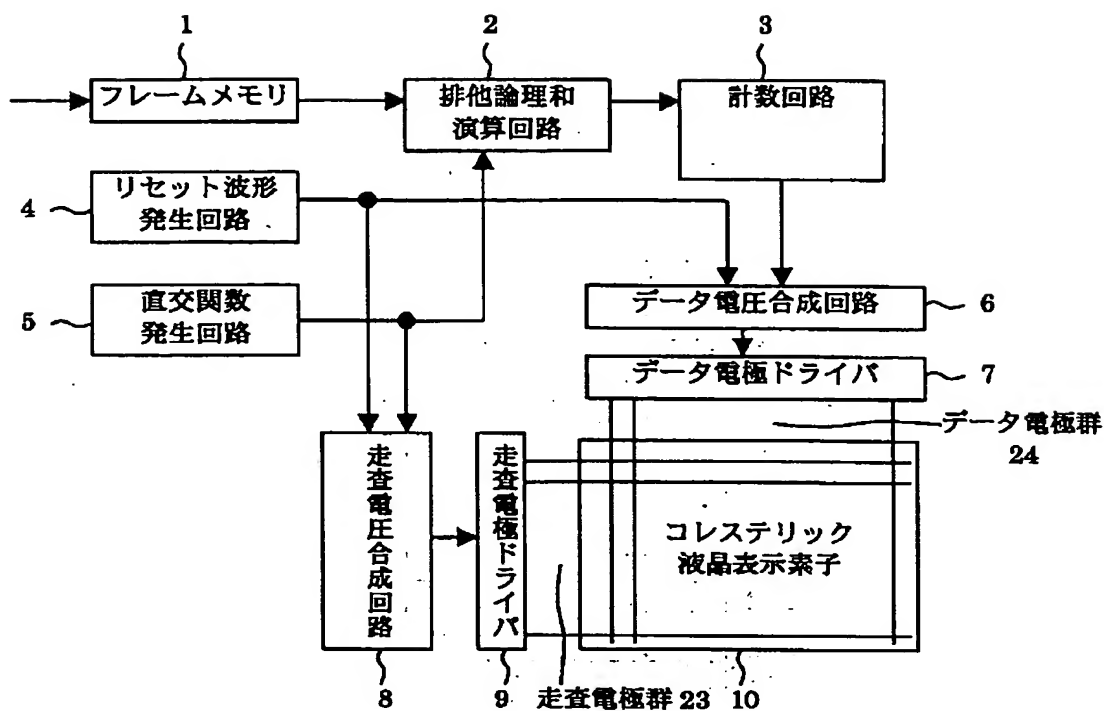 1
2
3
フレームメモリ
排他論理和
演算回路
計数回路
4
リセット波形
発生回路
5
直交関数
発生回路
データ電圧合成回路
6
データ電極ドライバ
7
データ電極群
24
走査電圧合成回路
走査電極ドライバ
コレステリック
液晶表示素子
8
9
走査電極群 23
10